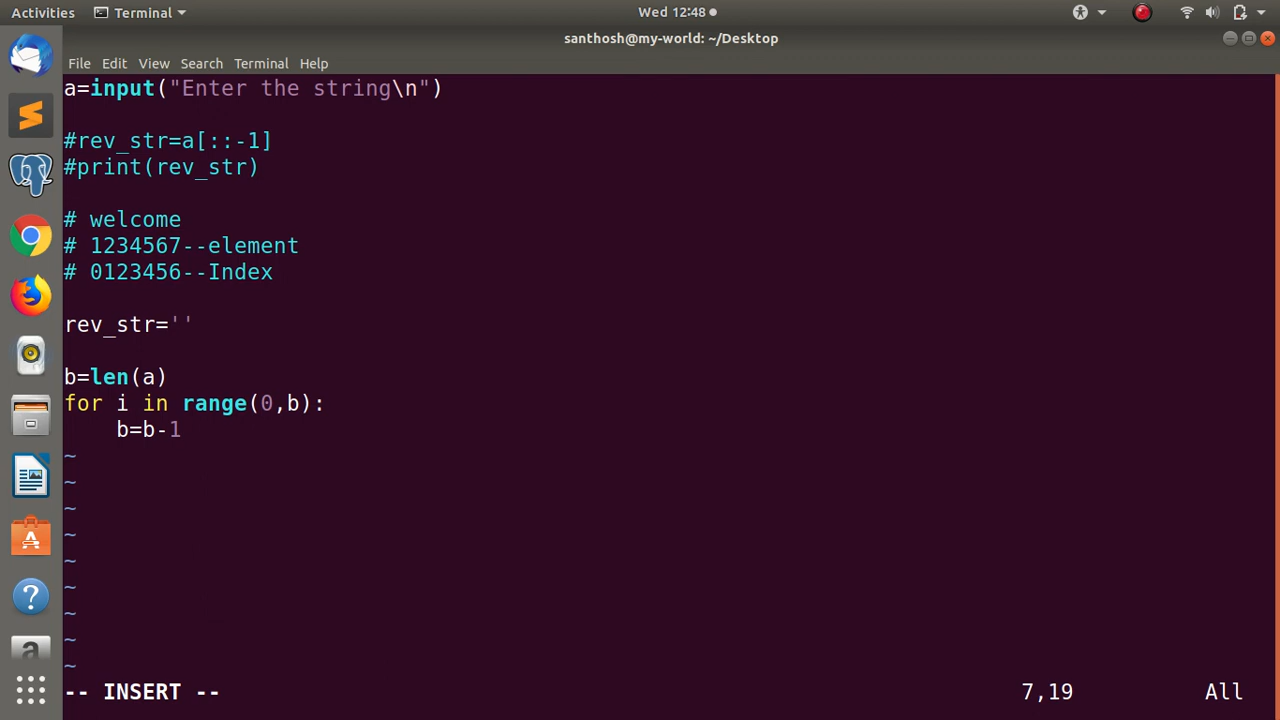 Activities Terminal Wed 12:48
santhosh@my-world: ~/Desktop
File Edit View Search Terminal Help
a=input("Enter the string\n")
#rev_str=a[::-1]
#print(rev_str)
# welcome
# 1234567--element
# 0123456--Index
rev_str=''
b=len(a)
for i in range(0,b):
    b=b-1
~
~
~
~
~
~
~
~
~
-- INSERT -- 7,19 All